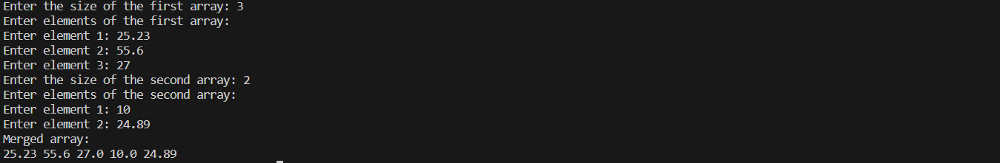 Enter the size of the first array: 3
Enter elements of the first array:
Enter element 1: 25.23
Enter element 2: 55.6
Enter element 3: 27
Enter the size of the second array: 2
Enter elements of the second array:
Enter element 1: 10
Enter element 2: 24.89
Merged array:
25.23 55.6 27.0 10.0 24.89